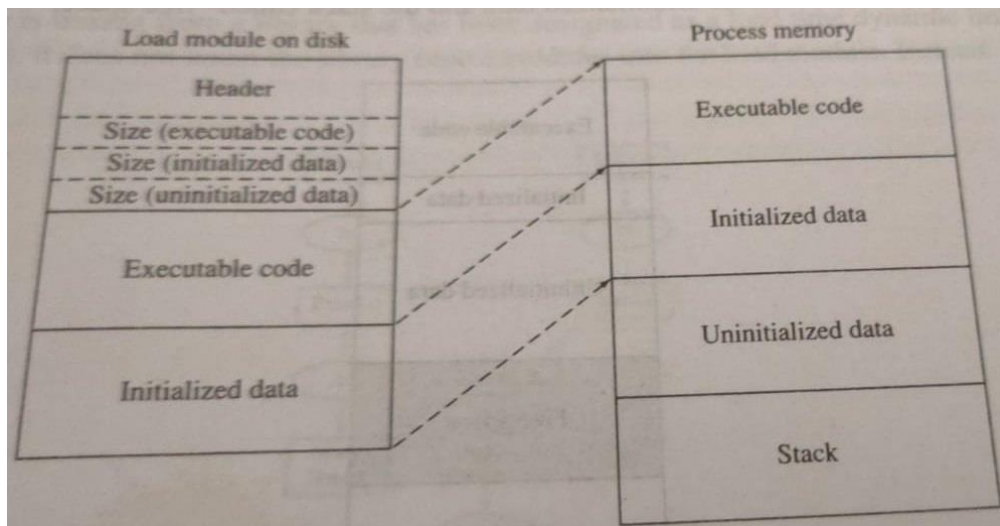 Load module on disk
Header
Size (executable code)
Size (initialized data)
Size (uninitialized data)
Executable code
Initialized data
Process memory
Executable code
Initialized data
Uninitialized data
Stack